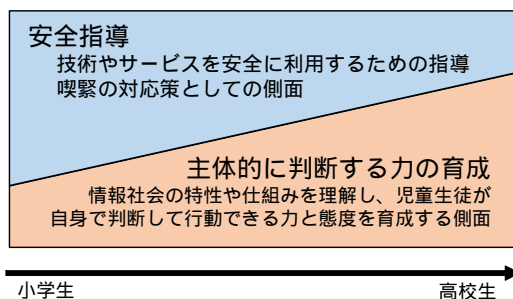 安全指導
技術やサービスを安全に利用するための指導
喫緊の対応策としての側面
主体的に判断する力の育成
情報社会の特性や仕組みを理解し、児童生徒が
自身で判断して行動できる力と態度を育成する側面
小学生
高校生